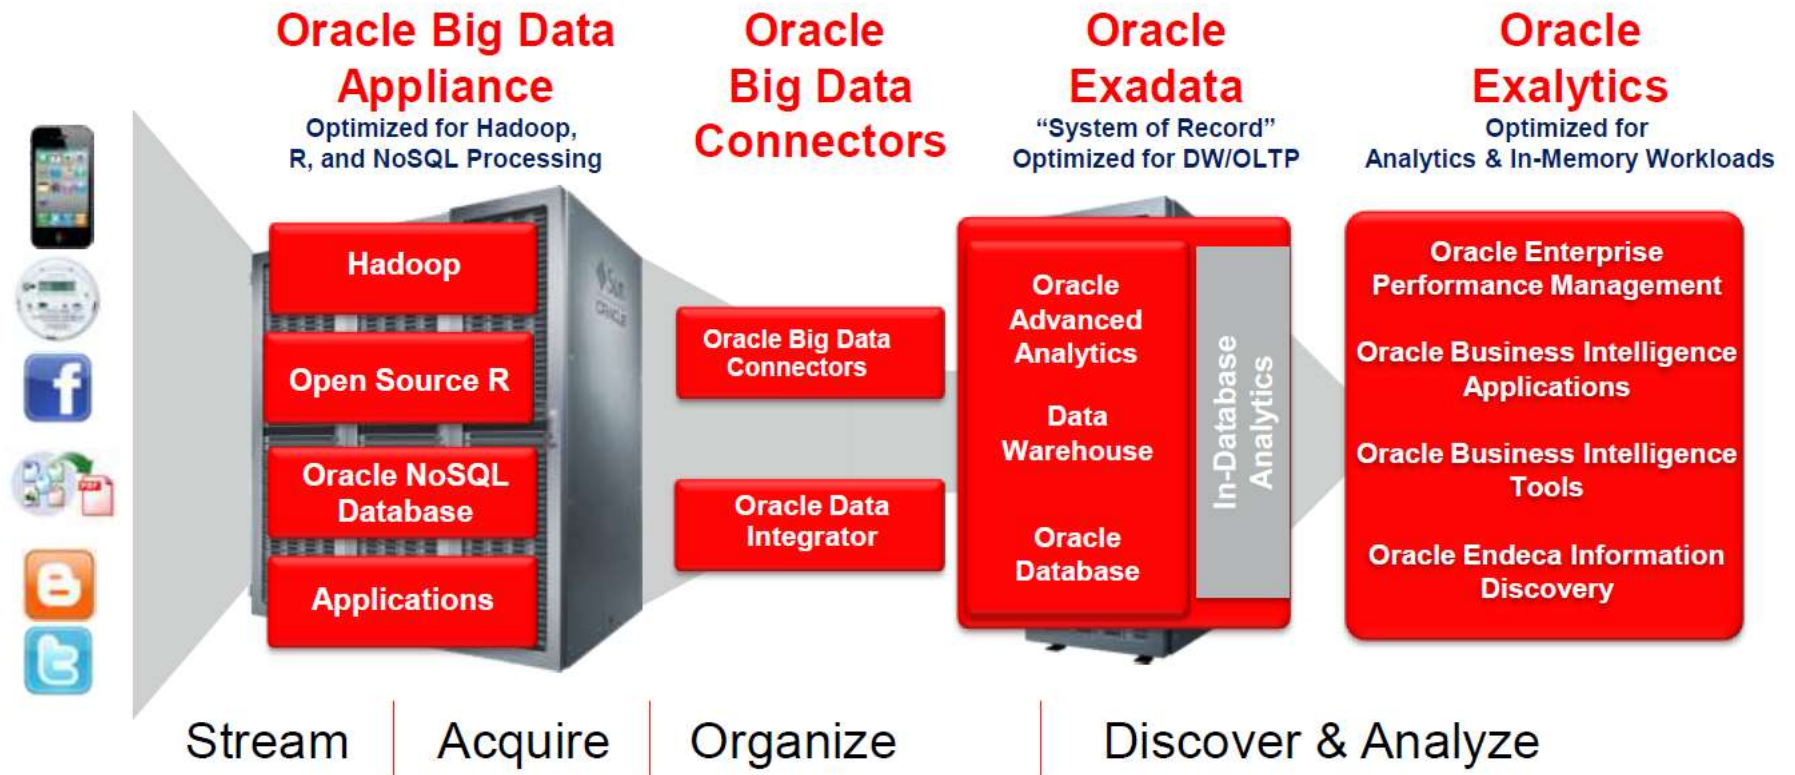 Oracle Big Data
Appliance
Optimized for Hadoop,
R, and NoSQL Processing
Oracle
Big Data
Connectors
Oracle
Exadata
“System of Record”
Optimized for DW/OLTP
Oracle
Exalytics
Optimized for
Analytics & In-Memory Workloads
Hadoop
Open Source R
Oracle NoSQL
Database
Applications
Sun
ORACLE
Oracle Big Data
Connectors
Oracle Data
Integrator
Oracle
Advanced
Analytics
Data
Warehouse
Oracle
Database
In-Database
Analytics
Oracle Enterprise
Performance Management
Oracle Business Intelligence
Applications
Oracle Business Intelligence
Tools
Oracle Endeca Information
Discovery
PDF
Stream
Acquire
Organize
Discover & Analyze